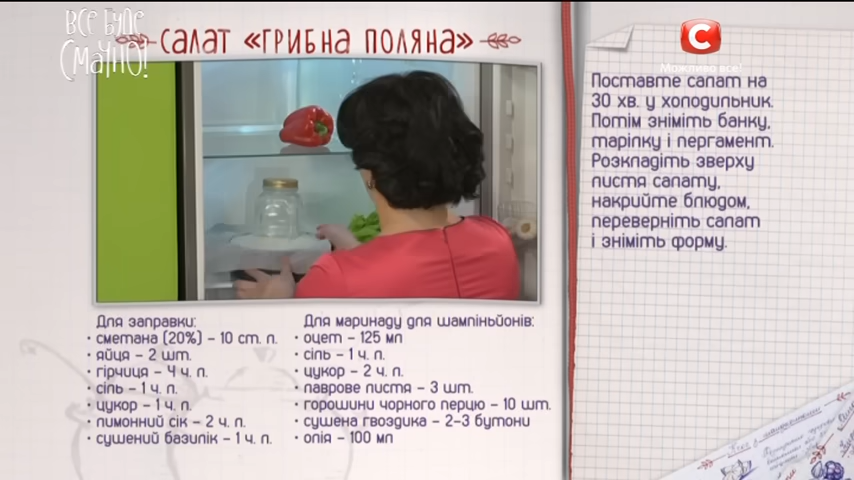 ВСЕ БУДЕ
СМАЧНО!
САЛАТ «ГРИБНА ПОЛЯНА»
С
Можливо все!
Поставте салат на
30 хв. у холодильник.
Потім зніміть банку,
тарілку і пергамент.
Розкладіть зверху
листя салату,
накрийте блюдом,
переверніть салат
і зніміть форму.
Для заправки:
• сметана (20%) – 10 ст. л.
• яйця – 2 шт.
• гірчиця – 4 ч. л.
• сіль – 1 ч. л.
• цукор – 1 ч. л.
• лимонний сік – 2 ч. л.
• сушений базилік – 1 ч. л.
Для маринаду для шампіньйонів:
• оцет – 125 мл
• сіль – 1 ч. л.
• цукор – 2 ч. л.
• лаврове листя – 3 шт.
• горошини чорного перцю – 10 шт.
• сушена гвоздика – 2–3 бутони
• олія – 100 мл